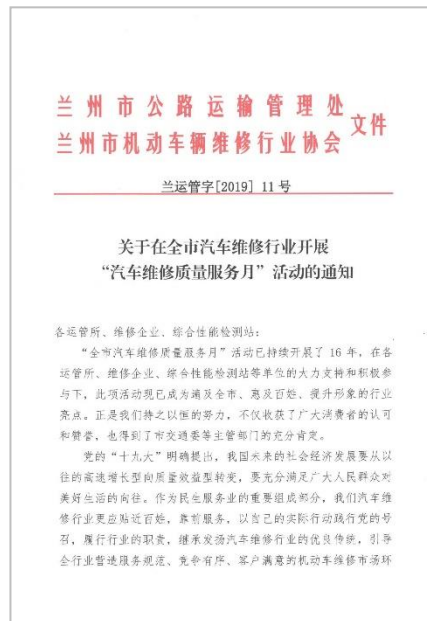 兰州市公路运输管理处
兰州市机动车辆维修行业协会
文件
兰运管字[2019] 11 号
关于在全市汽车维修行业开展
“汽车维修质量服务月”活动的通知
各运管所、维修企业、综合性能检测站：
“全市汽车维修质量服务月”活动已持续开展了 16 年，在各
运管所、维修企业、综合性能检测站等单位的大力支持和积极参
与下，此项活动现已成为涌及全市、惠及百姓、提升形象的行业
亮点。正是我们持之以恒的努力，不仅收获了广大消费者的认可
和赞誉，也得到了市交通委等主管部门的充分肯定。
党的“十九大”明确提出，我国未来的社会经济发展要从以
往的高速增长型向质量效益型转变，要充分满足广大人民群众对
美好生活的向往。作为民生服务业的重要组成部分，我们汽车维
修行业更应贴近百姓，靠前服务，以自己的实际行动践行党的号
召，履行行业的职责，继承发扬汽车维修行业的优良传统，引导
全行业营造服务规范、竞争有序、客户满意的机动车维修市场环